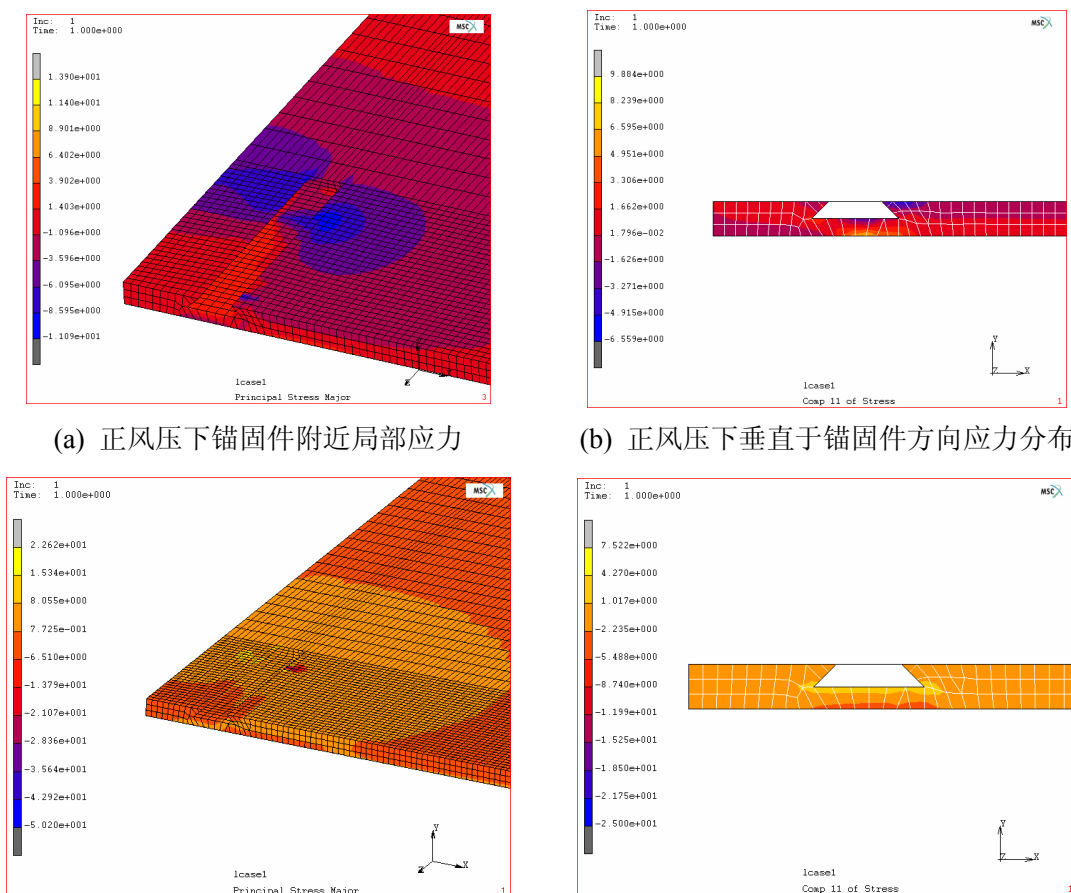 Inc: 1
Time: 1.000e+000
MSC
1.390e+001
1.140e+001
8.901e+000
6.402e+000
3.902e+000
1.403e+000
-1.096e+000
-3.596e+000
-6.095e+000
-8.595e+000
-1.109e+001
lcase1
Principal Stress Major
3
Inc: 1
Time: 1.000e+000
MSC
9.884e+000
8.239e+000
6.595e+000
4.951e+000
3.306e+000
1.662e+000
1.796e-002
-1.626e+000
-3.271e+000
-4.915e+000
-6.559e+000
Y
Z
X
lcase1
Comp 11 of Stress
1
(a) 正风压下锚固件附近局部应力
(b) 正风压下垂直于锚固件方向应力分布
Inc: 1
Time: 1.000e+000
MSC
2.262e+001
1.534e+001
8.055e+000
7.725e-001
-6.510e+000
-1.379e+001
-2.107e+001
-2.836e+001
-3.564e+001
-4.292e+001
-5.020e+001
Y
Z
X
lcase1
Principal Stress Major
1
Inc: 1
Time: 1.000e+000
MSC
7.522e+000
4.270e+000
1.017e+000
-2.235e+000
-5.488e+000
-8.740e+000
-1.199e+001
-1.525e+001
-1.850e+001
-2.175e+001
-2.500e+001
Y
Z
X
lcase1
Comp 11 of Stress
1